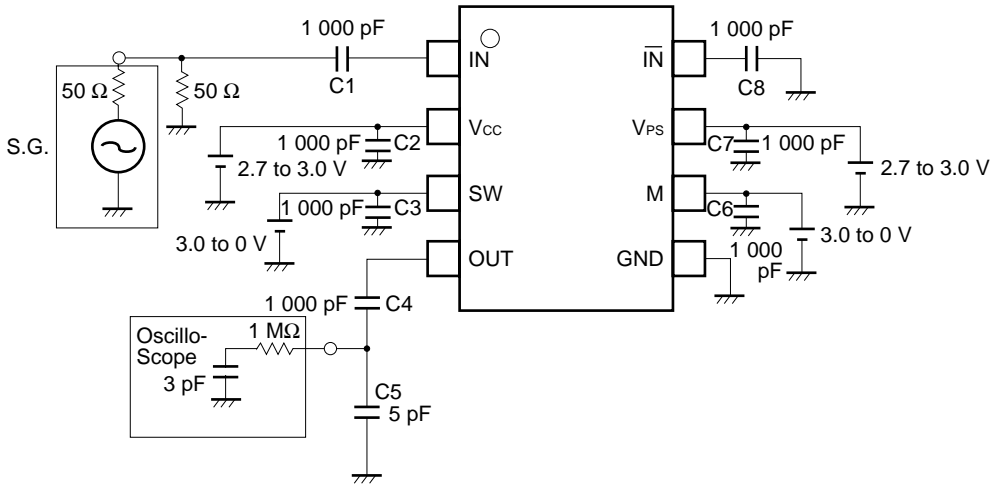 1 000 pF
C1
50 Ω
50 Ω
S.G.
IN
VCC
SW
OUT
IN
VPS
M
GND
1 000 pF
C8
1 000 pF
C2
2.7 to 3.0 V
1 000 pF
C3
3.0 to 0 V
C7
1 000 pF
2.7 to 3.0 V
C6
1 000
pF
3.0 to 0 V
1 000 pF
C4
Oscillo-
Scope
1 MΩ
3 pF
C5
5 pF